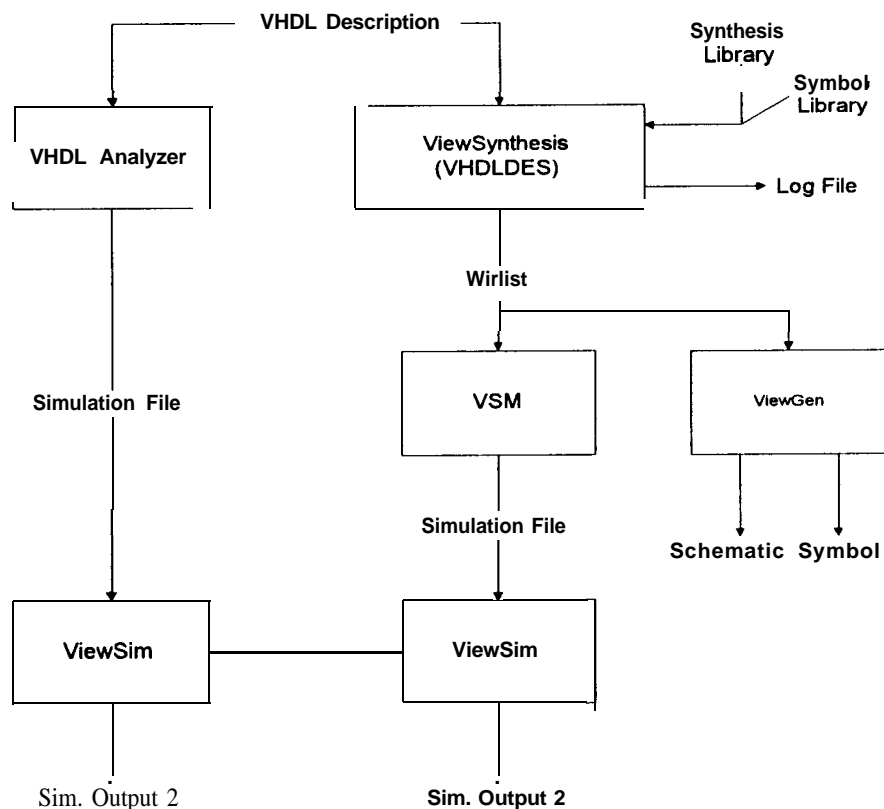 VHDL Description
Synthesis
Library
Symbol
Library
VHDL Analyzer
ViewSynthesis
(VHDLDES)
Log File
Wirlist
Simulation File
VSM
ViewGen
Simulation File
Schematic Symbol
ViewSim
ViewSim
Sim. Output 2
Sim. Output 2